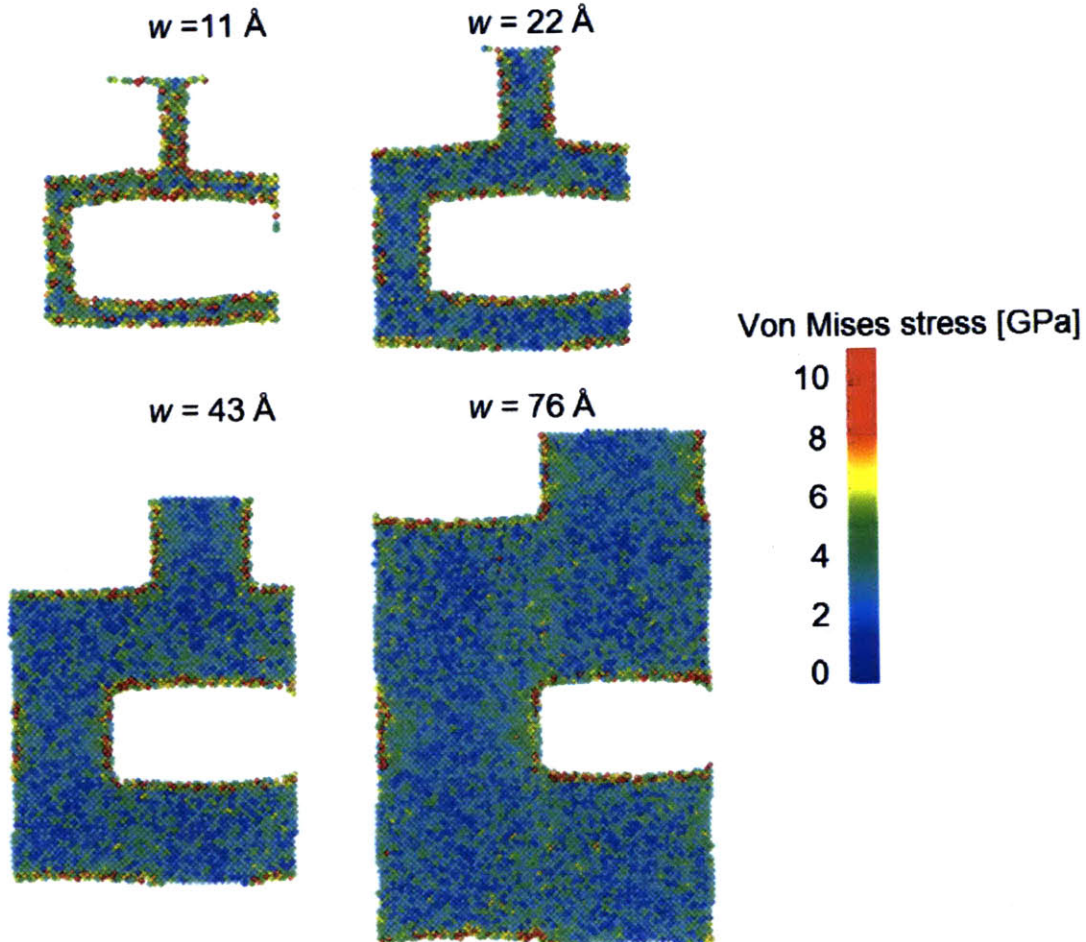 w =11 Å
w = 22 Å
Von Mises stress [GPa]
10
8
6
4
2
0
w = 43 Å
w = 76 Å